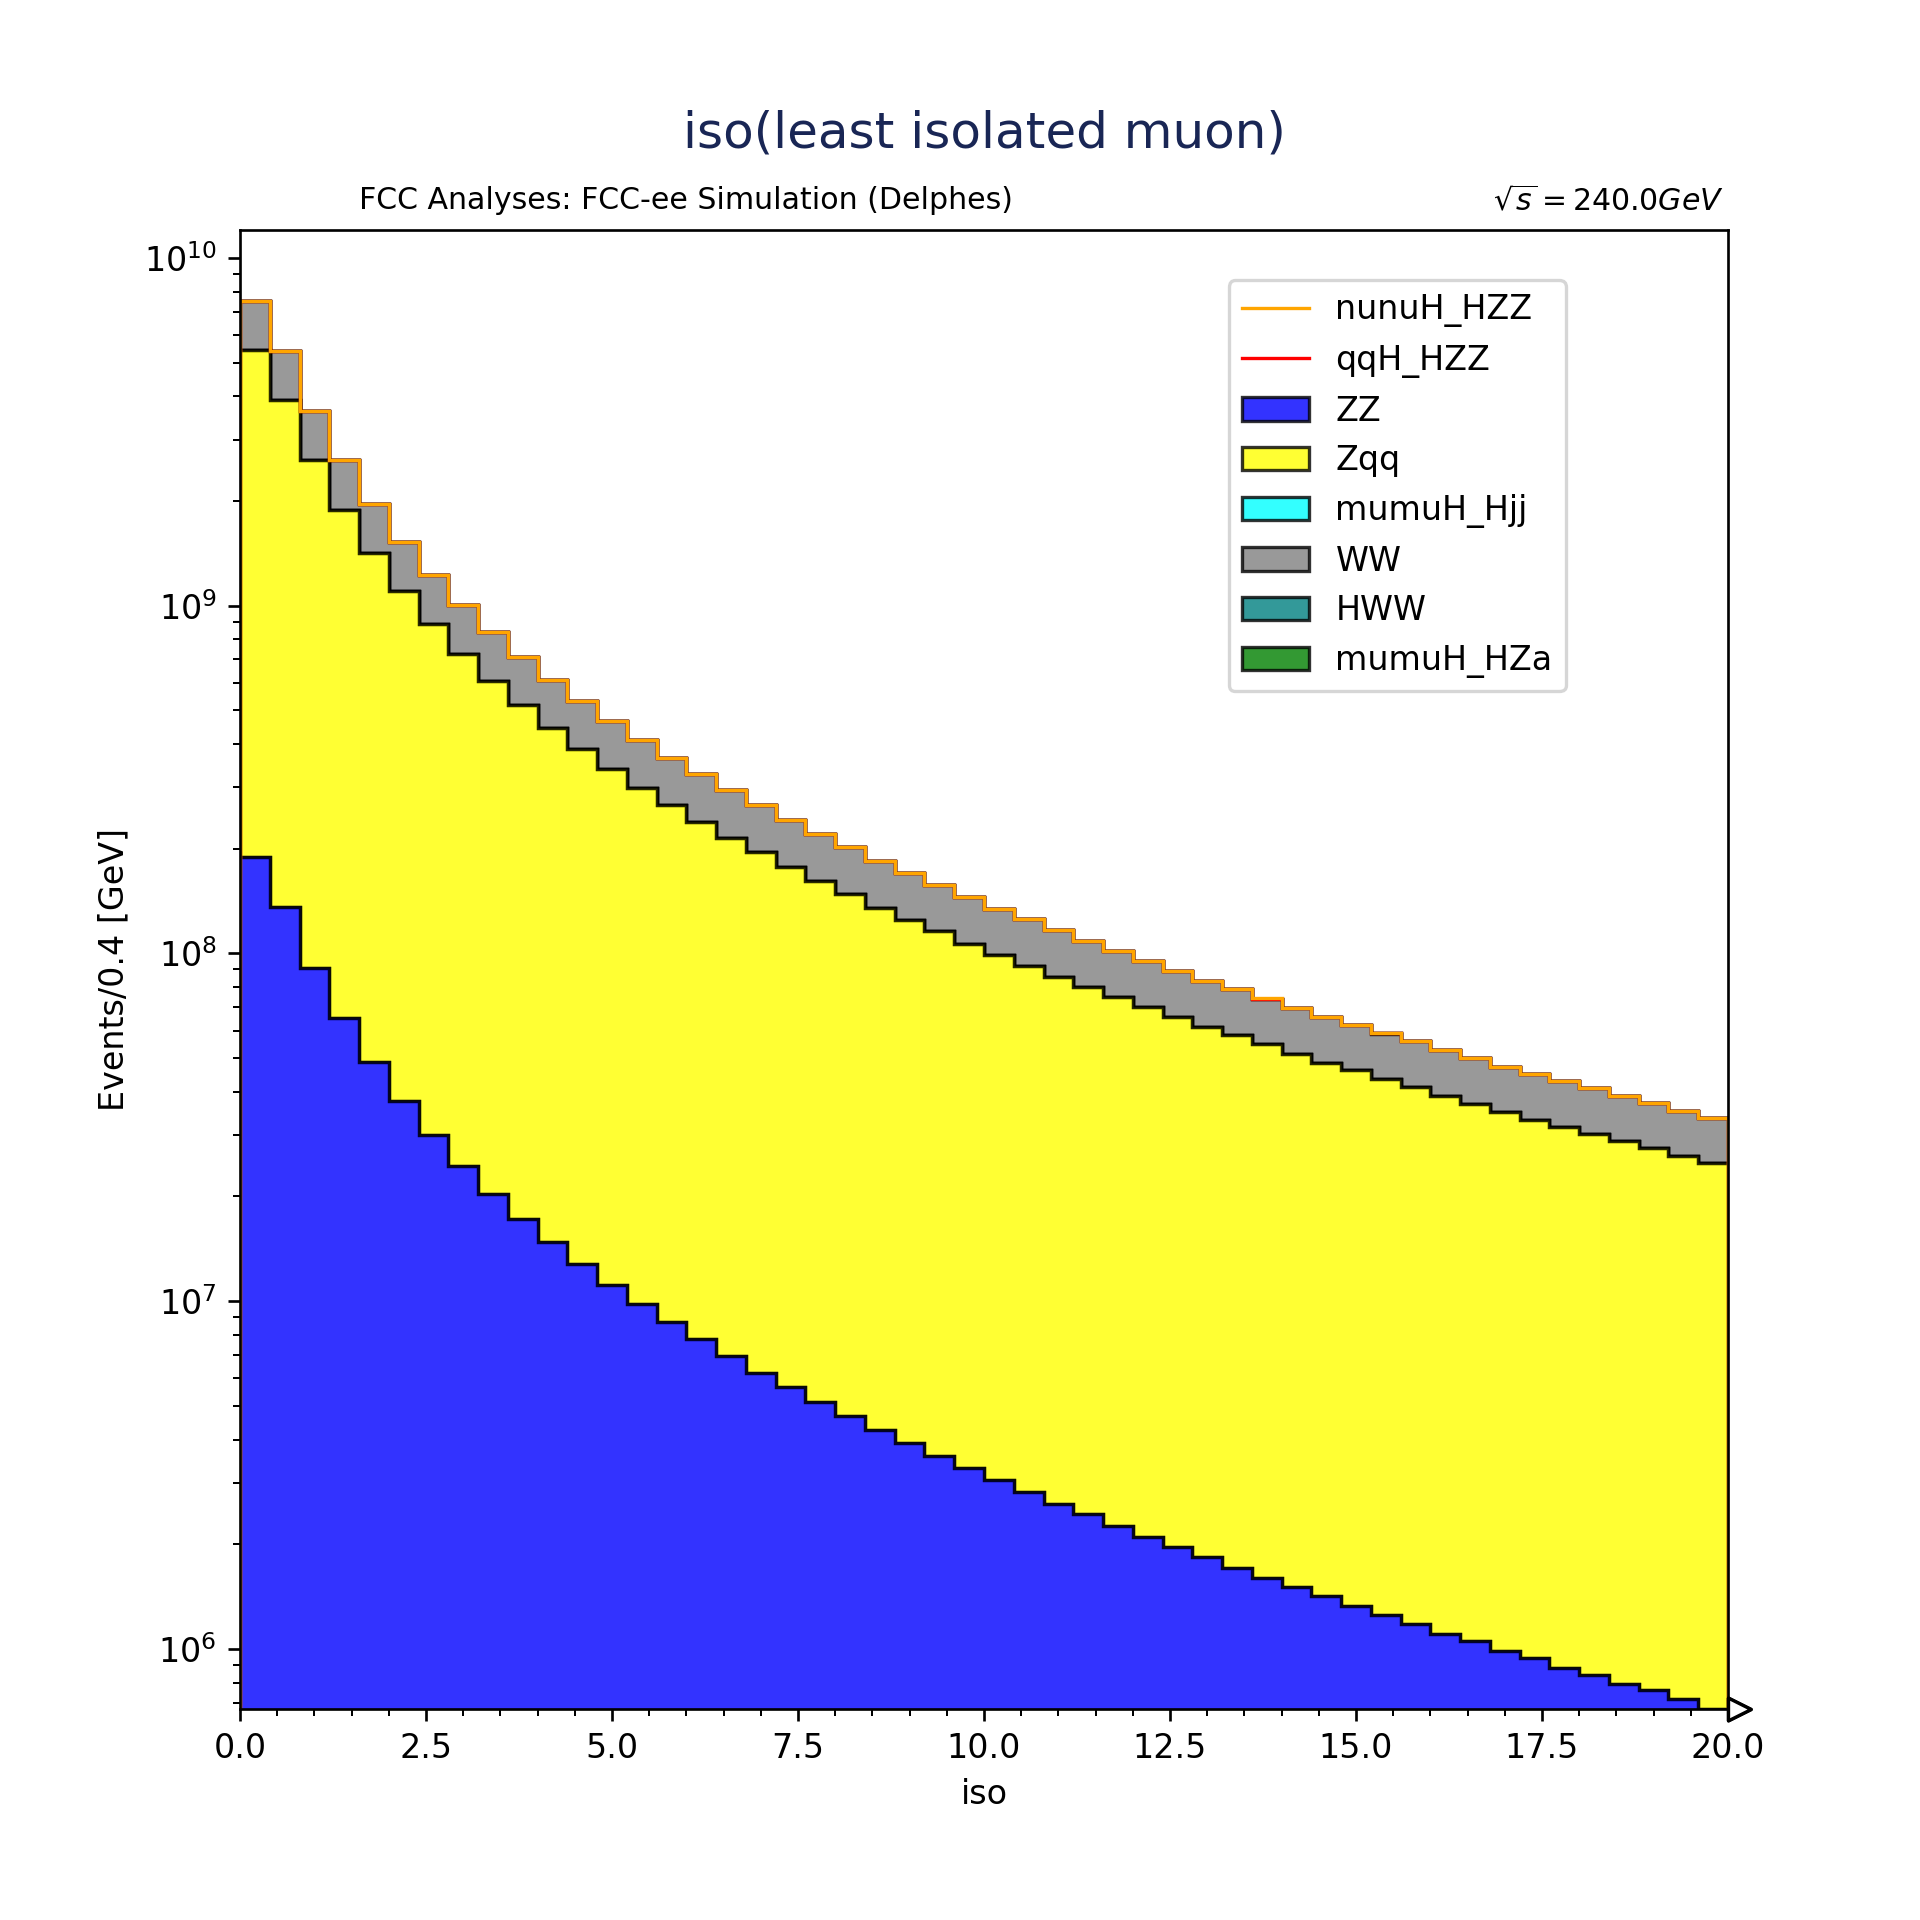 iso(least isolated muon)
FCC Analyses: FCC-ee Simulation (Delphes)
√s = 240.0GeV
nunuH_HZZ
qqH_HZZ
ZZ
Zqq
mumuH_Hjj
WW
HWW
mumuH_HZa
Events/0.4 [GeV]
10¹⁰
10⁹
10⁸
10⁷
10⁶
0.0 2.5 5.0 7.5 10.0 12.5 15.0 17.5 20.0
iso